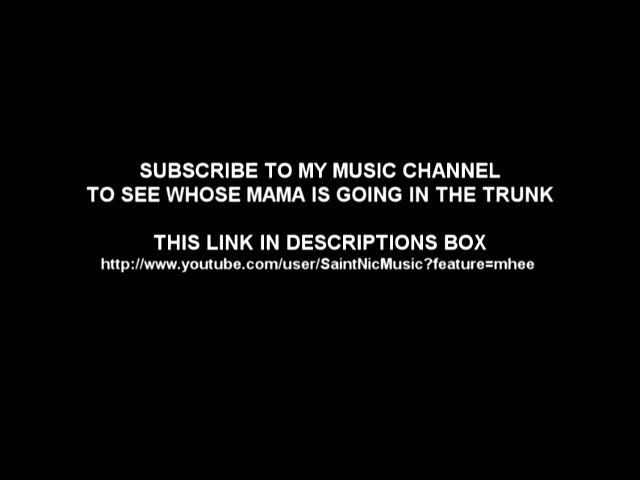 SUBSCRIBE TO MY MUSIC CHANNEL
TO SEE WHOSE MAMA IS GOING IN THE TRUNK
THIS LINK IN DESCRIPTIONS BOX
http://www.youtube.com/user/SaintNicMusic?feature=mhee